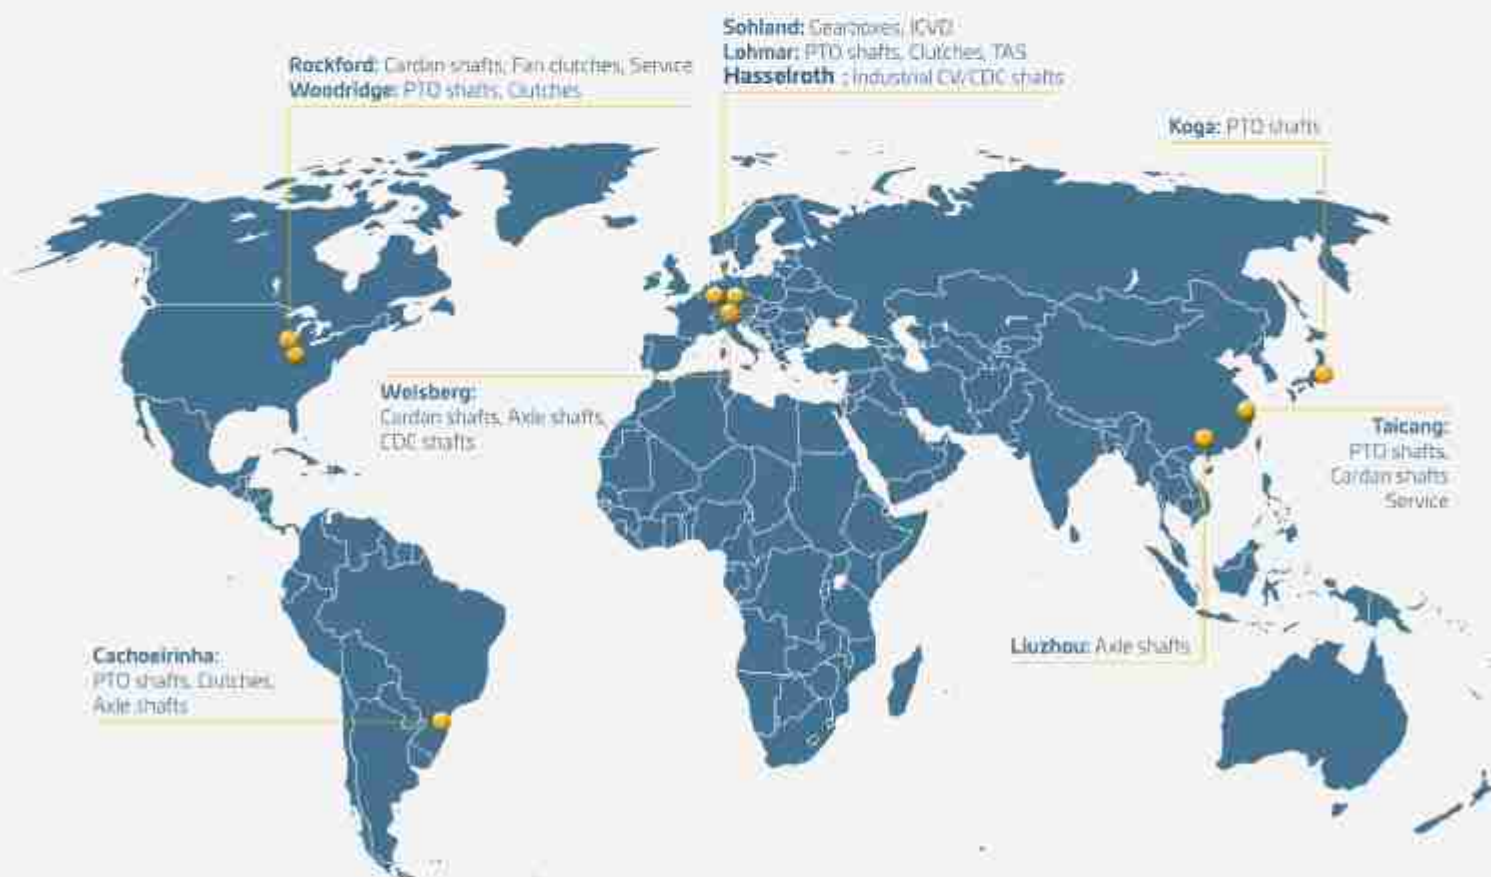 Sohland: Gearboxes, ICVD
Lohmar: PTO shafts, Clutches, TAS
Hasselroth : Industrial CV/CDC shafts
Rockford: Cardan shafts, Fan clutches, Service
Woodridge: PTO shafts, Clutches
Koga: PTO shafts
Welsberg:
Cardan shafts, Axle shafts,
CDC shafts
Taicang:
PTO shafts,
Cardan shafts
Service
Liuzhou: Axle shafts
Cachoeirinha:
PTO shafts, Clutches,
Axle shafts